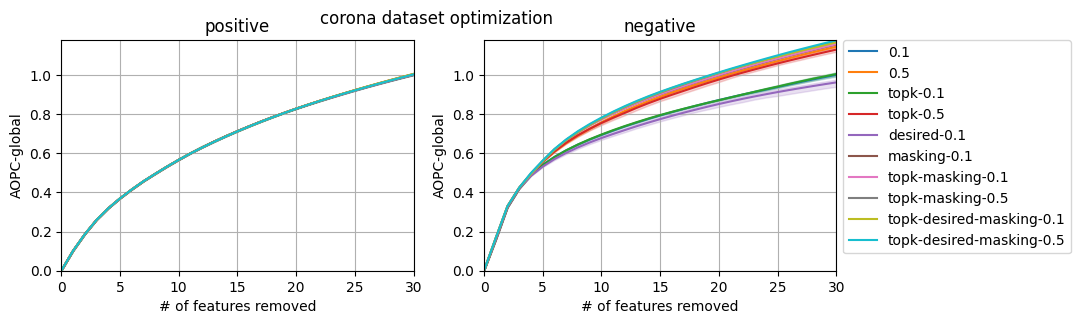 corona dataset optimization
positive
AOPC-global
0.0
0.2
0.4
0.6
0.8
1.0
0 5 10 15 20 25 30
# of features removed
negative
AOPC-global
0.0
0.2
0.4
0.6
0.8
1.0
0 5 10 15 20 25 30
# of features removed
0.1
0.5
topk-0.1
topk-0.5
desired-0.1
masking-0.1
topk-masking-0.1
topk-masking-0.5
topk-desired-masking-0.1
topk-desired-masking-0.5